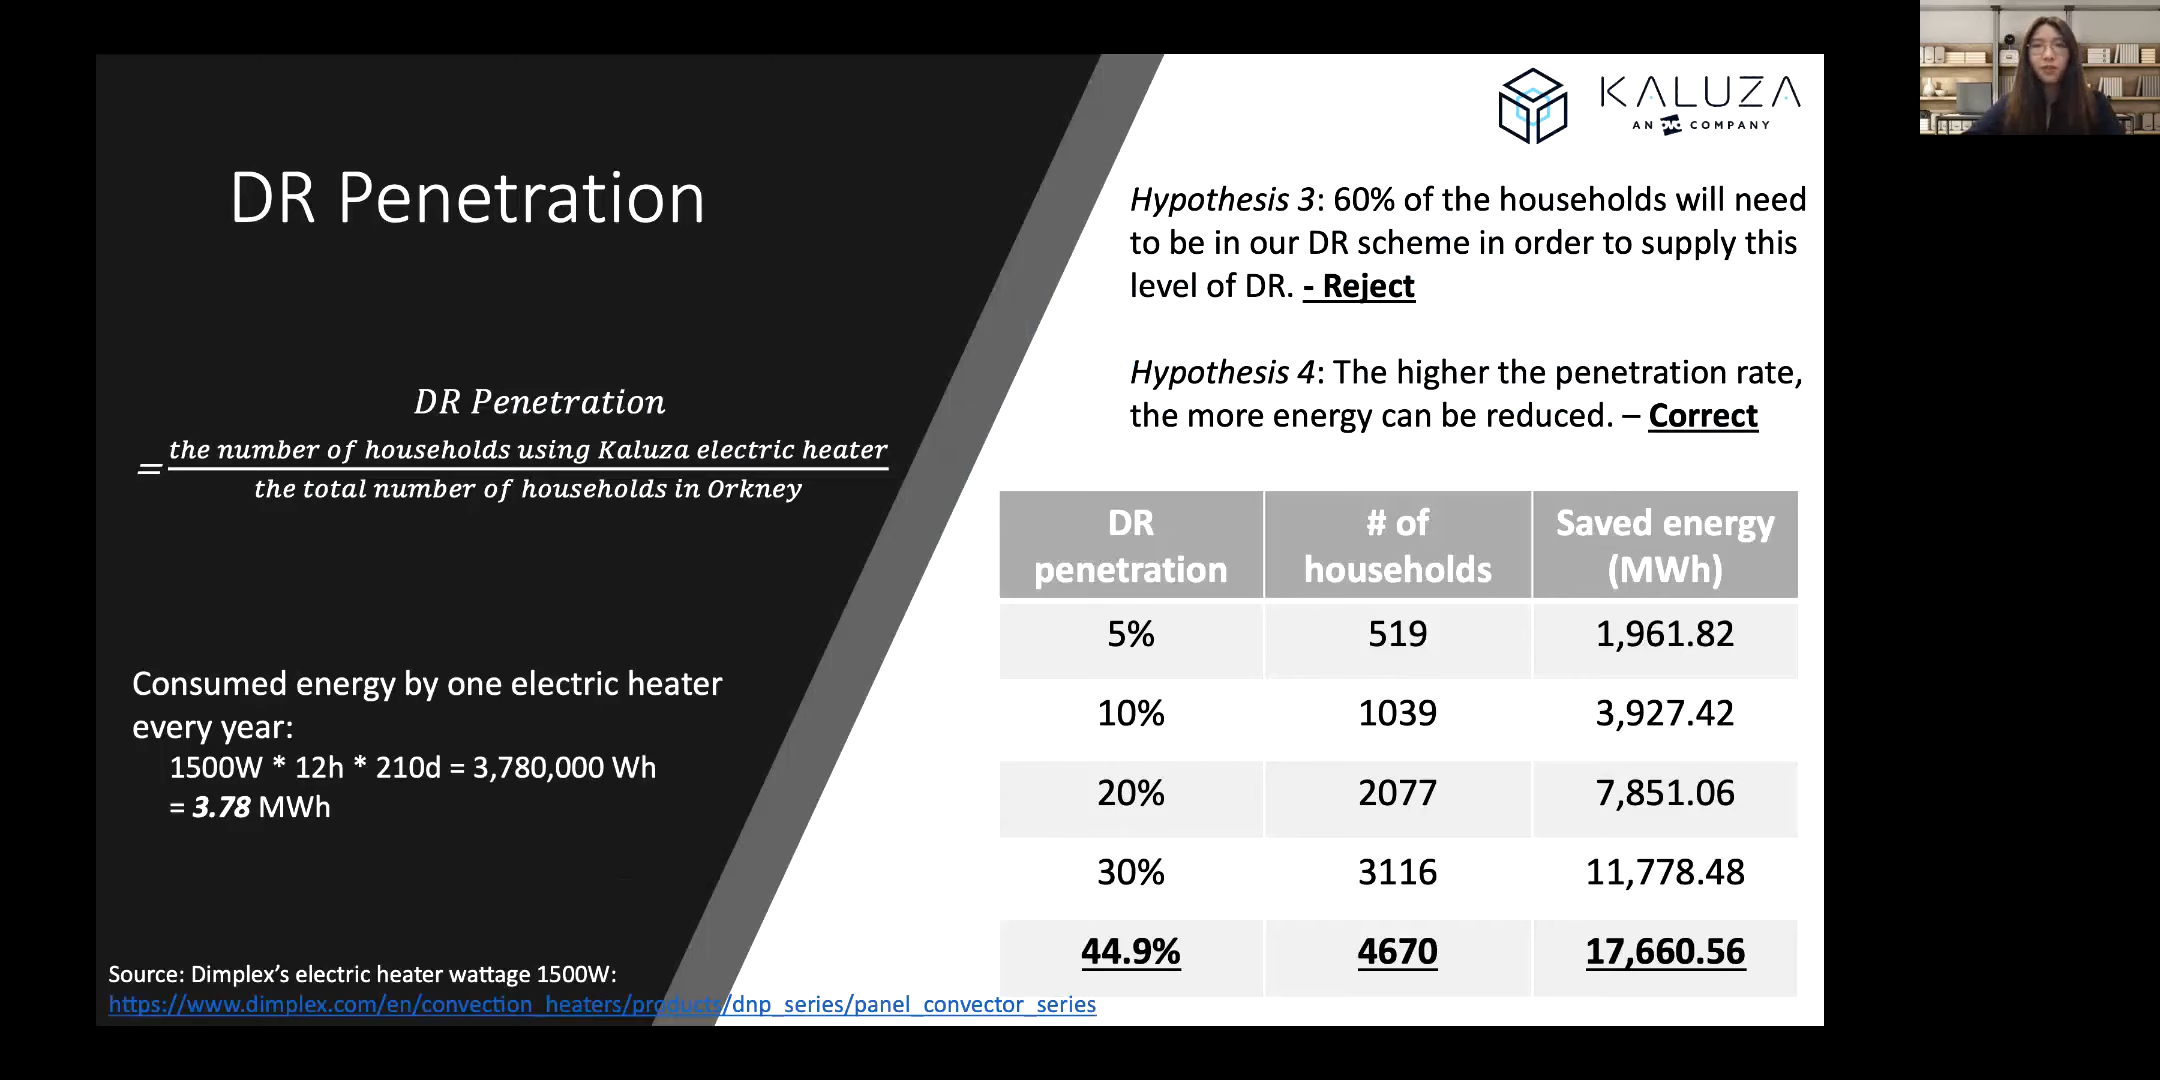 DR Penetration
DR Penetration
= the number of households using Kaluza electric heater
the total number of households in Orkney
Consumed energy by one electric heater
every year:
1500W * 12h * 210d = 3,780,000 Wh
= 3.78 MWh
Source: Dimplex’s electric heater wattage 1500W:
https://www.dimplex.com/en/convection_heaters/products/dnp_series/panel_convector_series
KALUZA
AN OVO COMPANY
Hypothesis 3: 60% of the households will need
to be in our DR scheme in order to supply this
level of DR. - Reject
Hypothesis 4: The higher the penetration rate,
the more energy can be reduced. – Correct
DR penetration # of households Saved energy (MWh)
5% 519 1,961.82
10% 1039 3,927.42
20% 2077 7,851.06
30% 3116 11,778.48
44.9% 4670 17,660.56